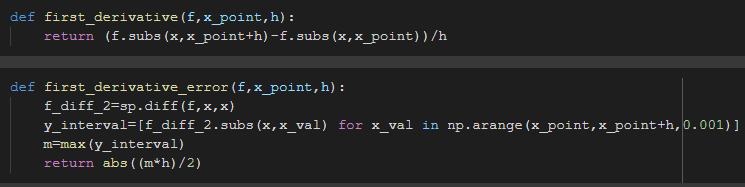 def first_derivative(f,x_point,h):
    return (f.subs(x,x_point+h)-f.subs(x,x_point))/h
def first_derivative_error(f,x_point,h):
    f_diff_2=sp.diff(f,x,x)
    y_interval=[f_diff_2.subs(x,x_val) for x_val in np.arange(x_point,x_point+h,0.001)]
    m=max(y_interval)
    return abs((m*h)/2)